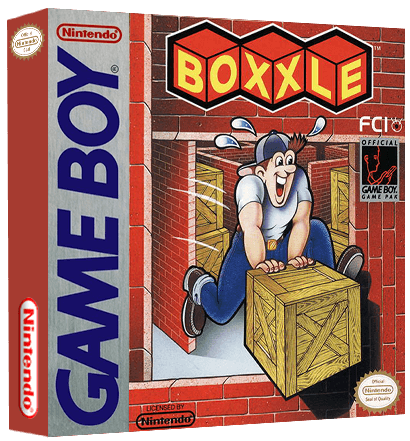 Nintendo
GAME BOY
®
BOXXLE
™
FCI
OFFICIAL
GAME BOY
GAME PAK
Nintendo
LICENSED BY
Nintendo
Official
Nintendo
Seal of Quality